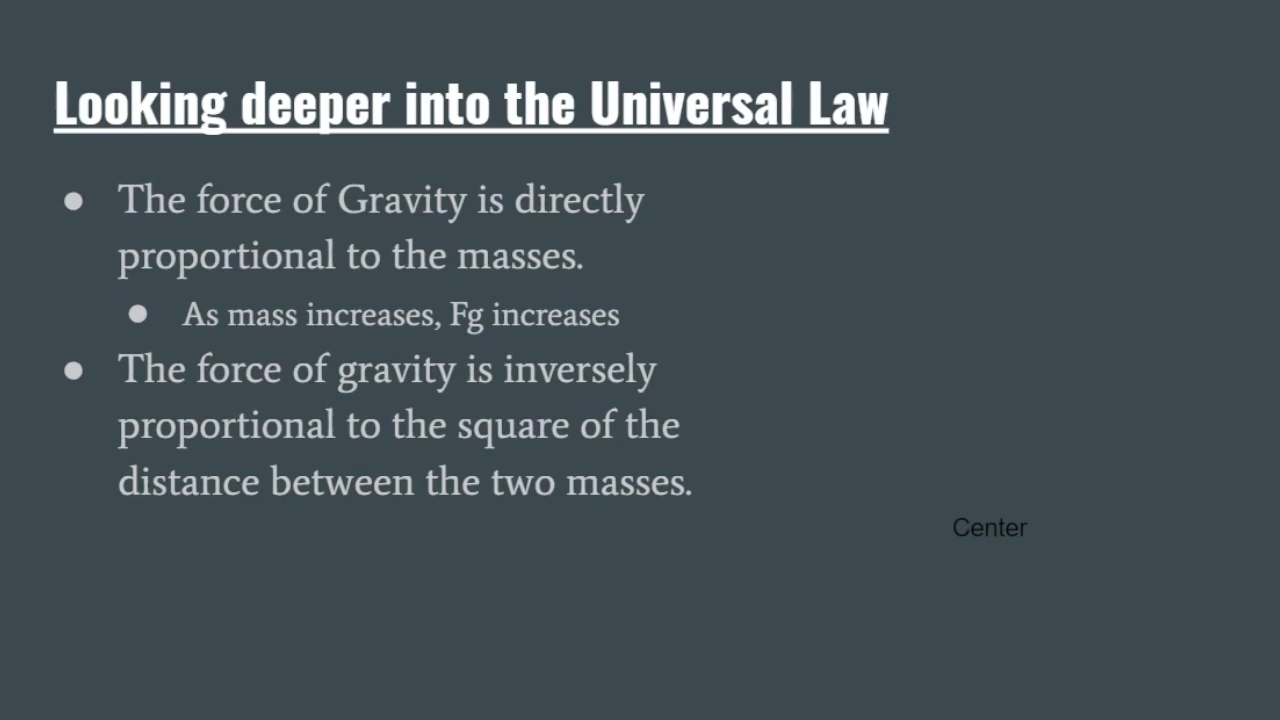 Looking deeper into the Universal Law
● The force of Gravity is directly
proportional to the masses.
● As mass increases, Fg increases
● The force of gravity is inversely
proportional to the square of the
distance between the two masses.
Center